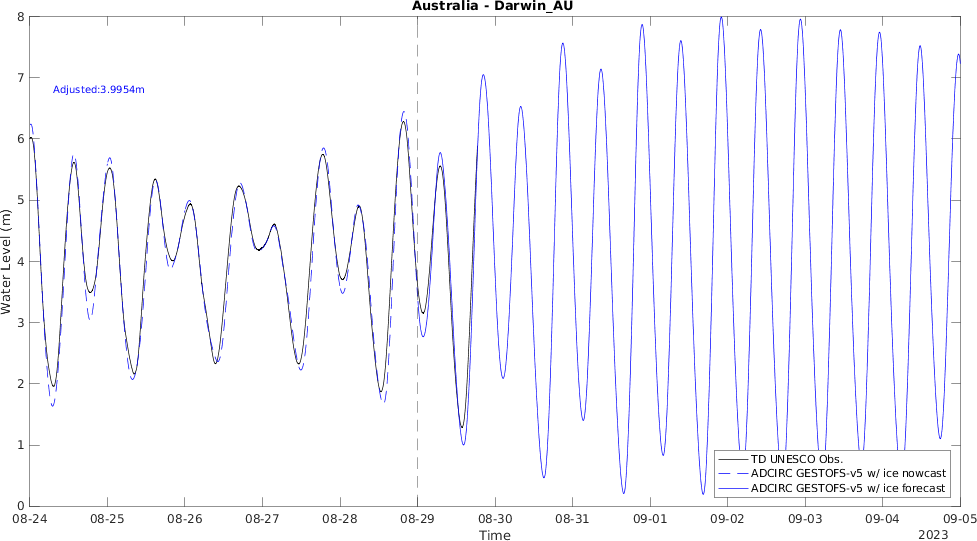 Australia - Darwin_AU
8
7
Adjusted:3.9954m
6
5
4
Water Level (m)
3
2
1
TD UNESCO Obs.
ADCIRC GESTOFS-v5 w/ ice nowcast
ADCIRC GESTOFS-v5 w/ ice forecast
0
08-24 08-25 08-26 08-27 08-28 08-29 08-30 08-31 09-01 09-02 09-03 09-04 09-05
Time
2023